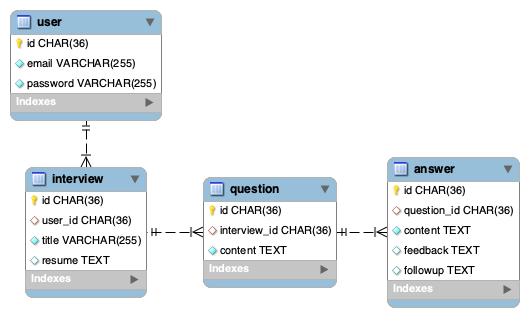 user
id CHAR(36)
email VARCHAR(255)
password VARCHAR(255)
Indexes
interview
id CHAR(36)
user_id CHAR(36)
title VARCHAR(255)
resume TEXT
Indexes
question
id CHAR(36)
interview_id CHAR(36)
content TEXT
Indexes
answer
id CHAR(36)
question_id CHAR(36)
content TEXT
feedback TEXT
followup TEXT
Indexes